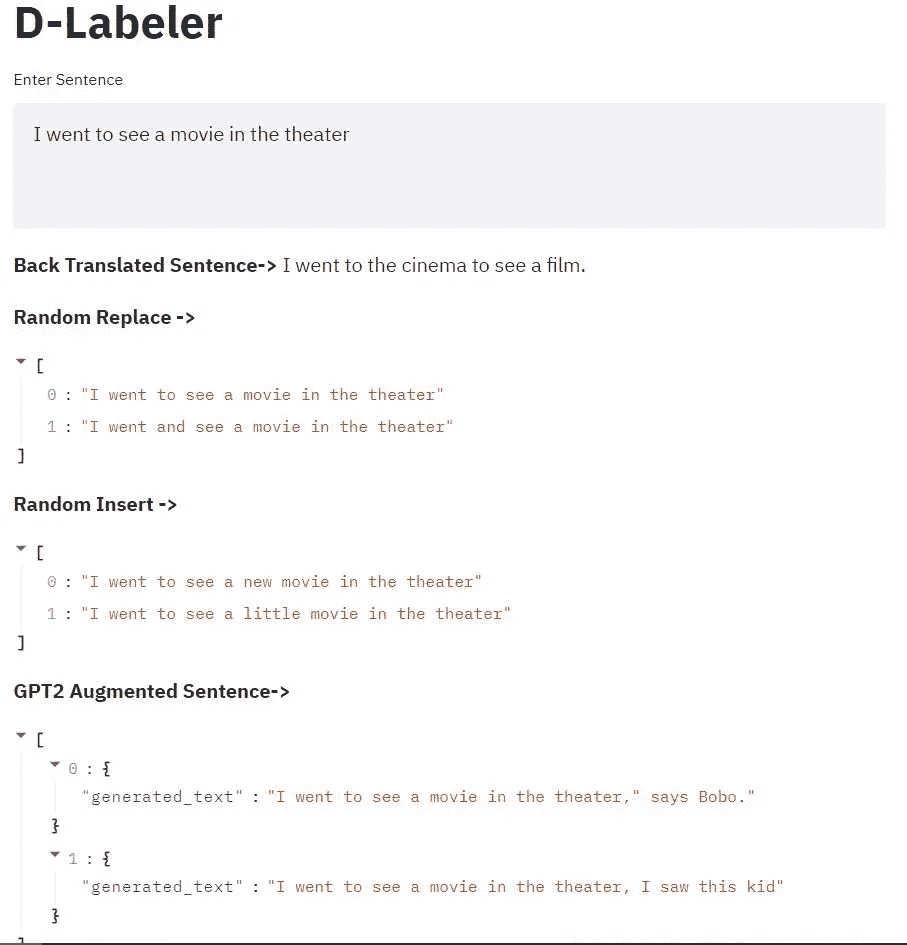 D-Labeler
Enter Sentence
I went to see a movie in the theater
Back Translated Sentence-> I went to the cinema to see a film.
Random Replace ->
[
0 : "I went to see a movie in the theater"
1 : "I went and see a movie in the theater"
]
Random Insert ->
[
0 : "I went to see a new movie in the theater"
1 : "I went to see a little movie in the theater"
]
GPT2 Augmented Sentence->
[
0 : {
"generated_text" : "I went to see a movie in the theater," says Bobo."
}
1 : {
"generated_text" : "I went to see a movie in the theater, I saw this kid"
}
]